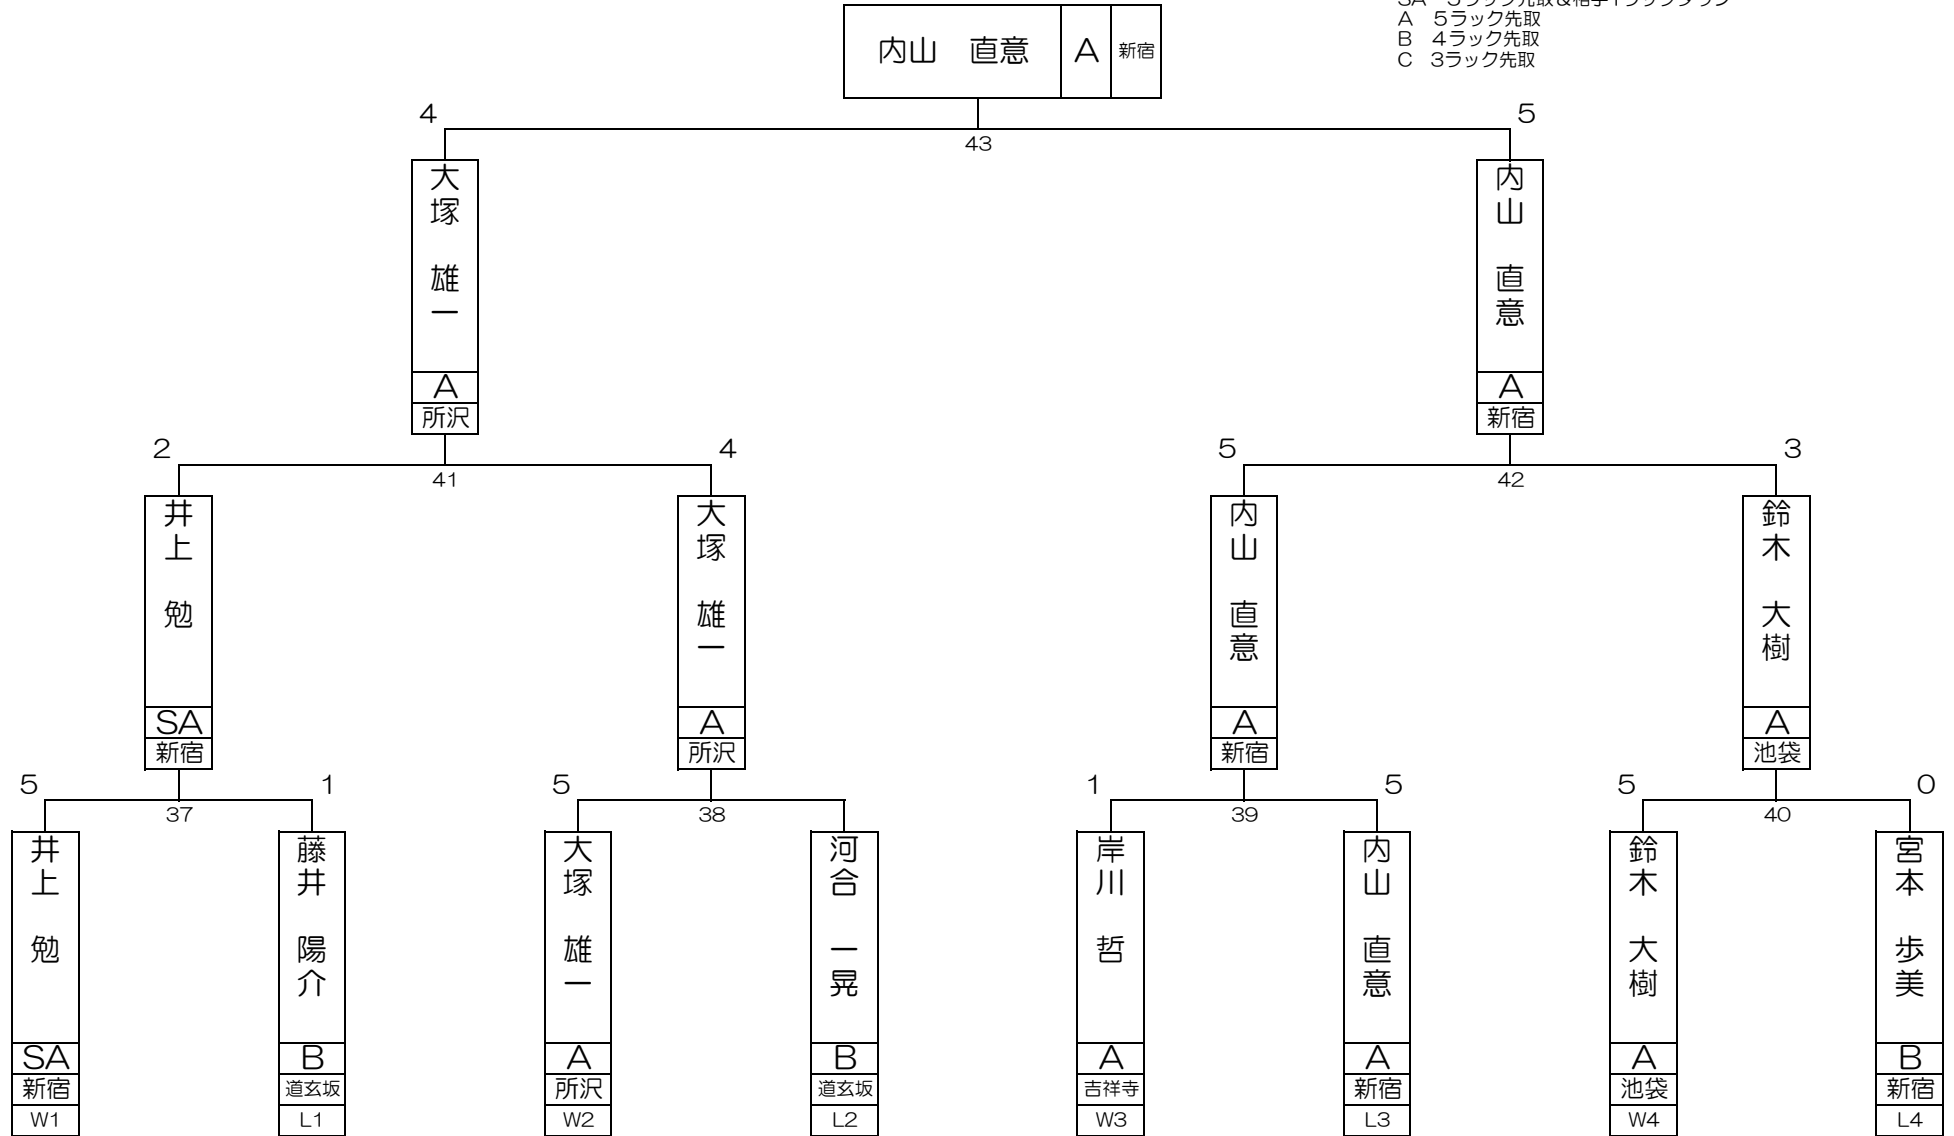 A 5ラック先取
B 4ラック先取
C 3ラック先取
内山 直意 A 新宿
4 5
43
大塚 雄一 A 所沢
内山 直意 A 新宿
2 4 5 3
41 42
井上 勉 SA 新宿
大塚 雄一 A 所沢
内山 直意 A 新宿
鈴木 大樹 A 池袋
5 1 5 1 5 5 0
37 38 39 40
井上 勉 SA 新宿 W1
藤井 陽介 B 道玄坂 L1
大塚 雄一 A 所沢 W2
河合 一晃 B 道玄坂 L2
岸川 哲 A 吉祥寺 W3
内山 直意 A 新宿 L3
鈴木 大樹 A 池袋 W4
宮本 歩美 B 新宿 L4